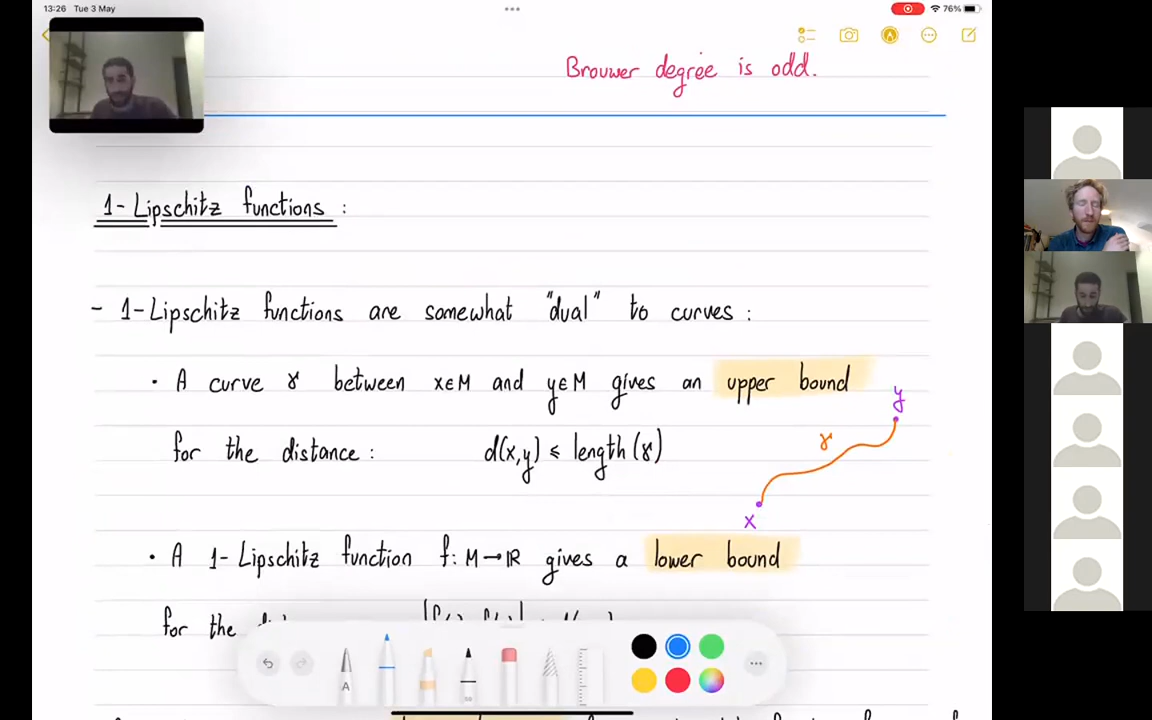 13:26 Tue 3 May
76%
Brouwer degree is odd.
1-Lipschitz functions :
- 1-Lipschitz functions are somewhat "dual" to curves :
· A curve γ between x∈M and y∈M gives an upper bound
y
for the distance : d(x,y) ≤ length(γ)
γ
x
· A 1-Lipschitz function f: M→ℝ gives a lower bound
for the
A